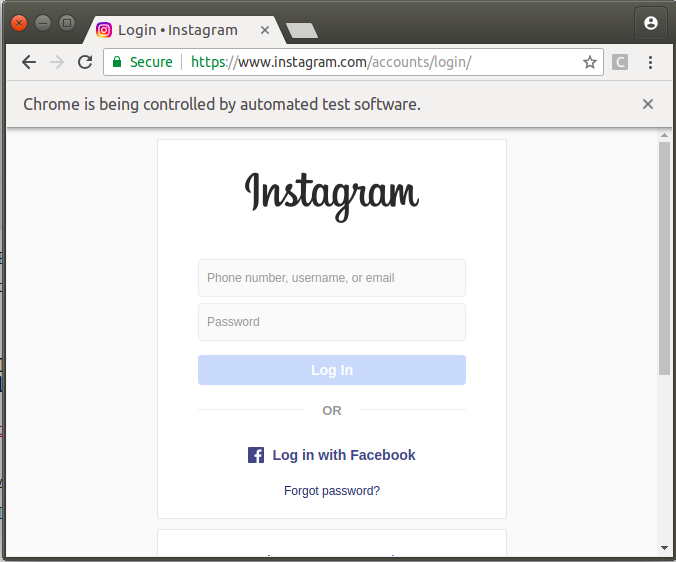 Login • Instagram
Secure https://www.instagram.com/accounts/login/
C
Chrome is being controlled by automated test software.
Instagram
Phone number, username, or email
Password
Log In
OR
Log in with Facebook
Forgot password?